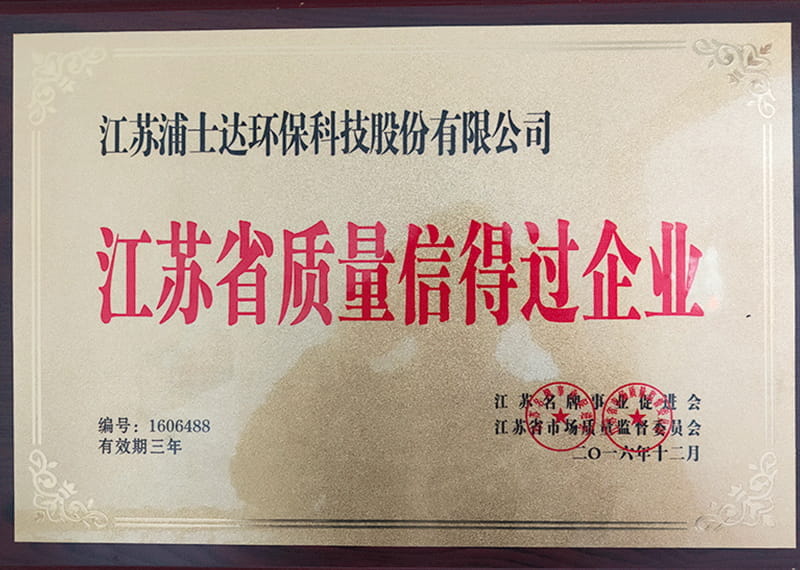 江苏浦士达环保科技股份有限公司
江苏省质量信得过企业
编号：1606488
有效期三年
江苏名牌事业促进会
江苏省市场质量监督委员会
二〇一六年十二月